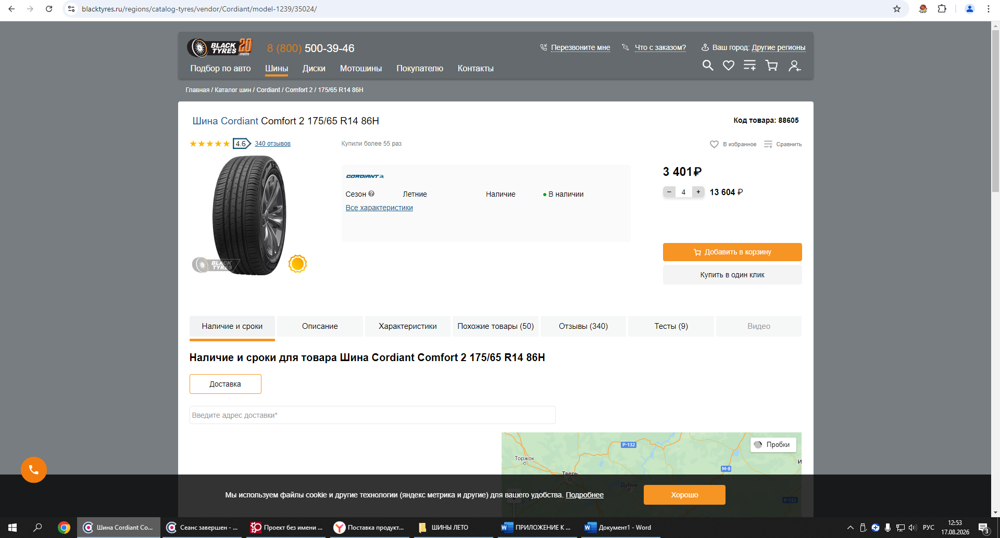 blacktyres.ru/regions/catalog-tyres/vendor/Cordiant/model-1239/35024/
BLACK TYRES 20 лет
8 (800) 500-39-46
Перезвоните мне
Что с заказом?
Ваш город: Другие регионы
Подбор по авто
Шины
Диски
Мотошины
Покупателю
Контакты
Главная / Каталог шин / Cordiant / Comfort 2 / 175/65 R14 86H
Шина Cordiant Comfort 2 175/65 R14 86H
Код товара: 88605
4.6
340 отзывов
Купили более 55 раз
В избранное
Сравнить
CORDIANT
3 401₽
Сезон ?
Летние
Наличие
В наличии
− 4 +
13 604 ₽
Все характеристики
BLACK TYRES
Добавить в корзину
Купить в один клик
Наличие и сроки
Описание
Характеристики
Похожие товары (50)
Отзывы (340)
Тесты (9)
Видео
Наличие и сроки для товара Шина Cordiant Comfort 2 175/65 R14 86H
Доставка
Введите адрес доставки*
Р-132
Пробки
Торжок
И
М-8
Тверь
Дубна
Р-132
Мы используем файлы cookie и другие технологии (яндекс метрика и другие) для вашего удобства. Подробнее
Хорошо
Шина Cordiant Co...
Сеанс завершен - ...
Проект без имени ...
Поставка продукт...
ШИНЫ ЛЕТО
ПРИЛОЖЕНИЕ К ...
Документ1 - Word
РУС
12:53
17.08.2026
3